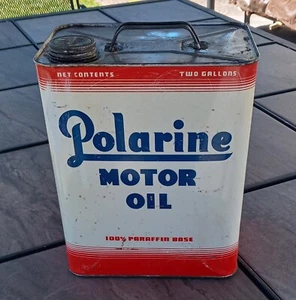 NET CONTENTS TWO GALLONS
Polarine
MOTOR
OIL
100% PARAFFIN BASE